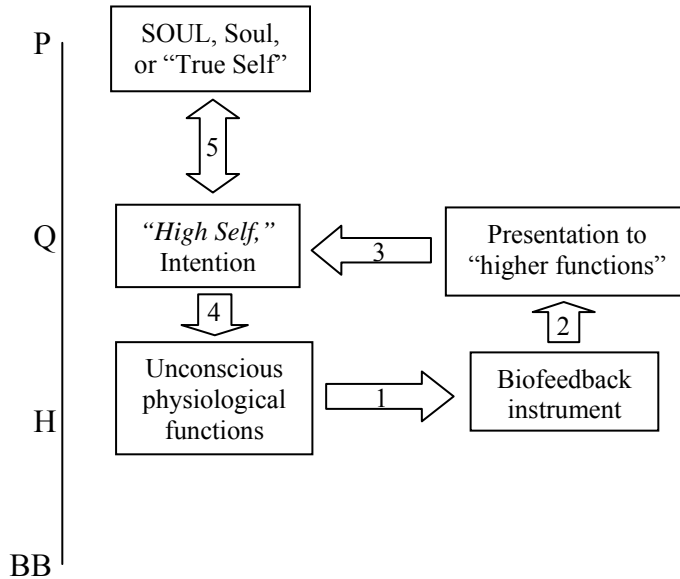 P
SOUL, Soul,
or “True Self”
5
Q
“High Self,”
Intention
3
Presentation to
“higher functions”
4
2
H
Unconscious
physiological
functions
1
Biofeedback
instrument
BB